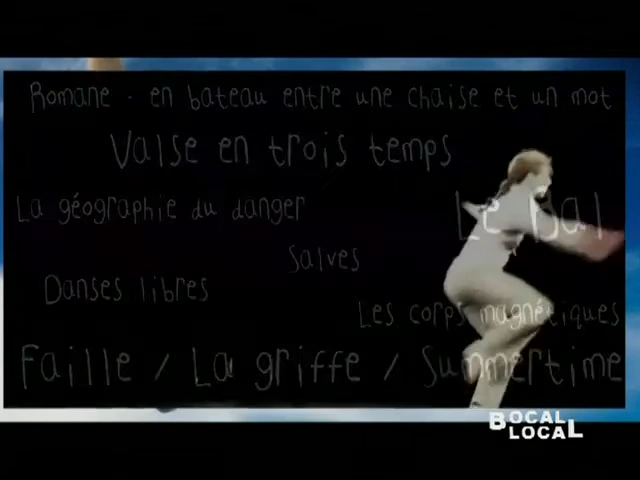 Romane - en bateau entre une chaise et un mot
Valse en trois temps
La géographie du danger
Le bal
Salves
Danses libres
Les corps magnétiques
Faille / La griffe / Summertime
BOCAL
LOCAL